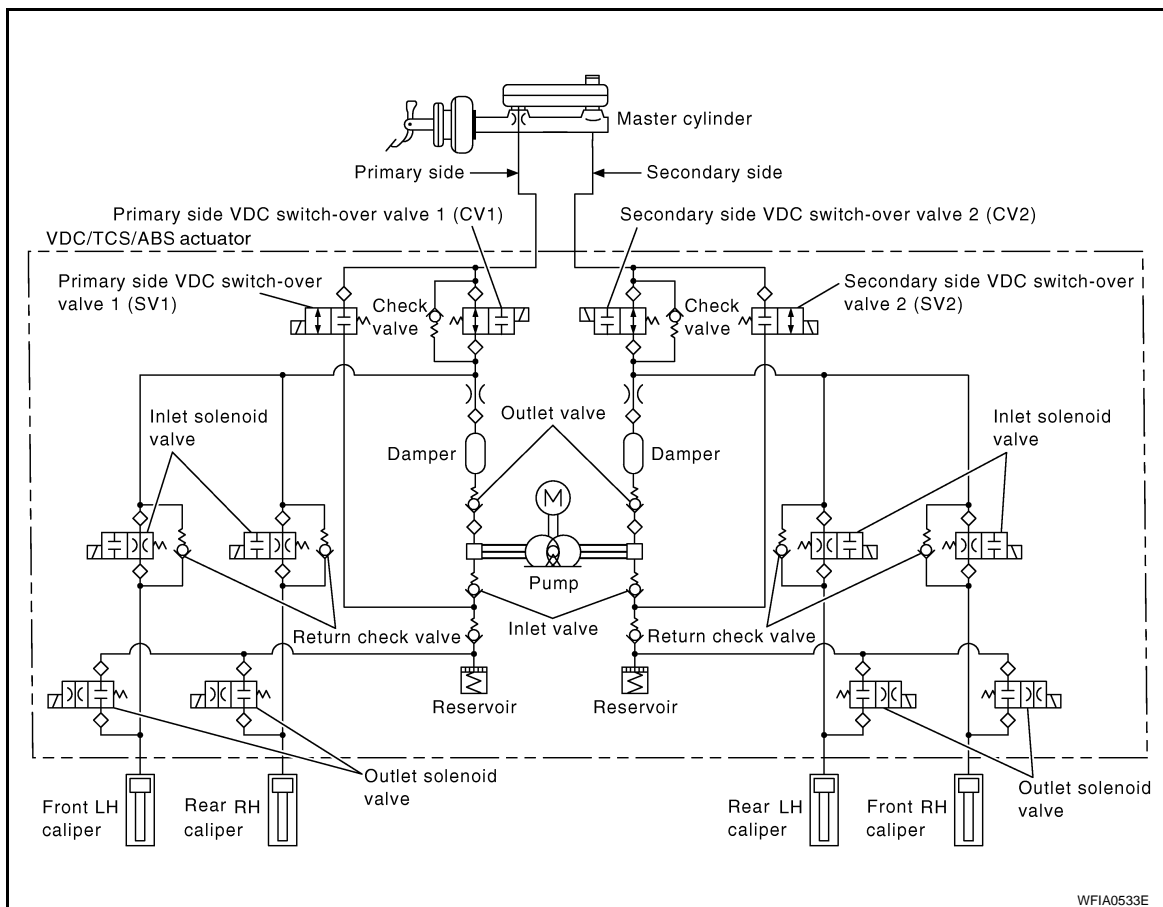 Master cylinder
Primary side
Secondary side
Primary side VDC switch-over valve 1 (CV1)
Secondary side VDC switch-over valve 2 (CV2)
VDC/TCS/ABS actuator
Primary side VDC switch-over
valve 1 (SV1)
Check
valve
Check
valve
Secondary side VDC switch-over
valve 2 (SV2)
Inlet solenoid
valve
Outlet valve
Inlet solenoid
valve
Damper
Damper
M
Pump
Return check valve
Inlet valve
Return check valve
Reservoir
Reservoir
Front LH
caliper
Rear RH
caliper
Outlet solenoid
valve
Rear LH
caliper
Front RH
caliper
Outlet solenoid
valve
WFIA0533E